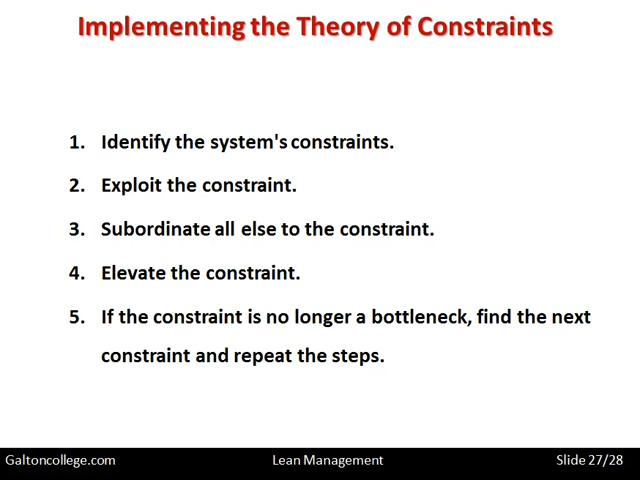 Implementing the Theory of Constraints
1. Identify the system's constraints.
2. Exploit the constraint.
3. Subordinate all else to the constraint.
4. Elevate the constraint.
5. If the constraint is no longer a bottleneck, find the next
constraint and repeat the steps.
Galtoncollege.com Lean Management Slide 27/28